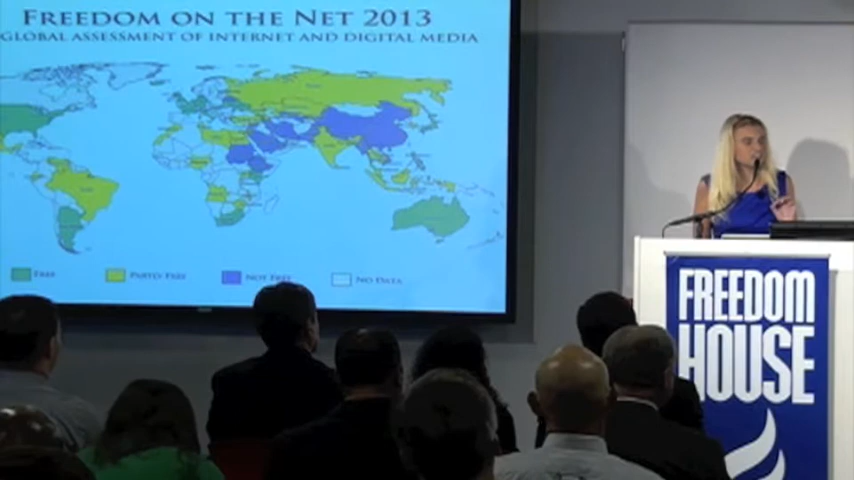 FREEDOM ON THE NET 2013
GLOBAL ASSESSMENT OF INTERNET AND DIGITAL MEDIA
FREE
PARTLY FREE
NOT FREE
NO DATA
FREEDOM
HOUSE